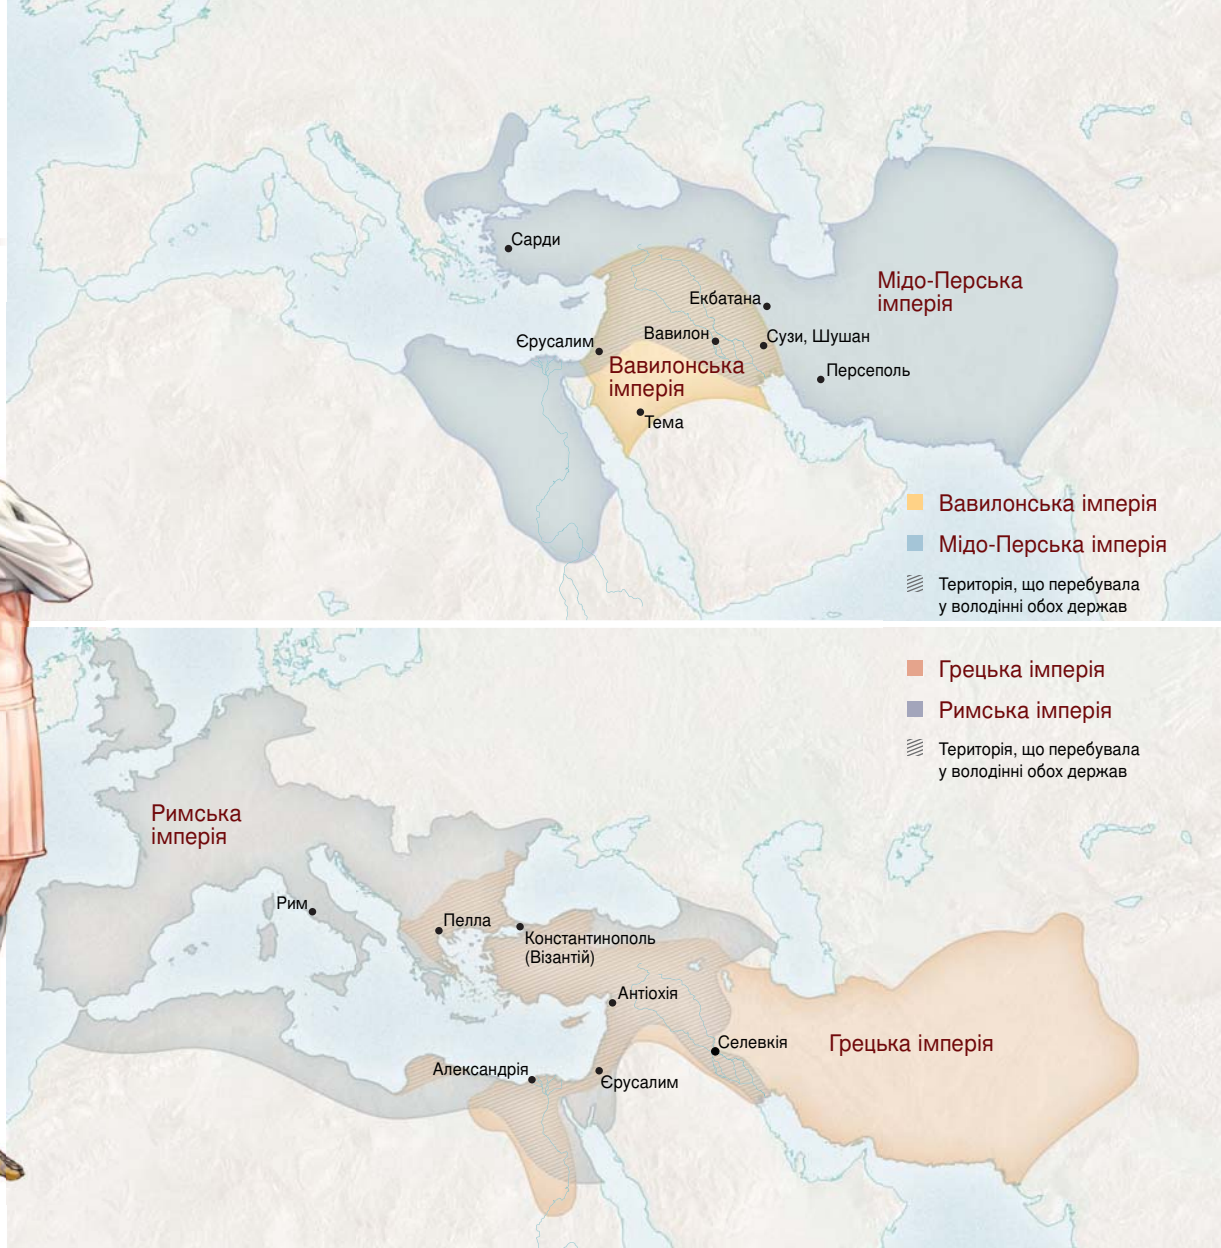 Сарди
Мідо-Перська
імперія
Екбатана
Вавилон
Сузи, Шушан
Єрусалим
Вавилонська
імперія
Персеполь
Тема
Вавилонська імперія
Мідо-Перська імперія
Територія, що перебувала
у володінні обох держав
Грецька імперія
Римська імперія
Територія, що перебувала
у володінні обох держав
Римська
імперія
Рим
Пелла
Константинополь
(Візантій)
Антіохія
Селевкія
Грецька імперія
Александрія
Єрусалим